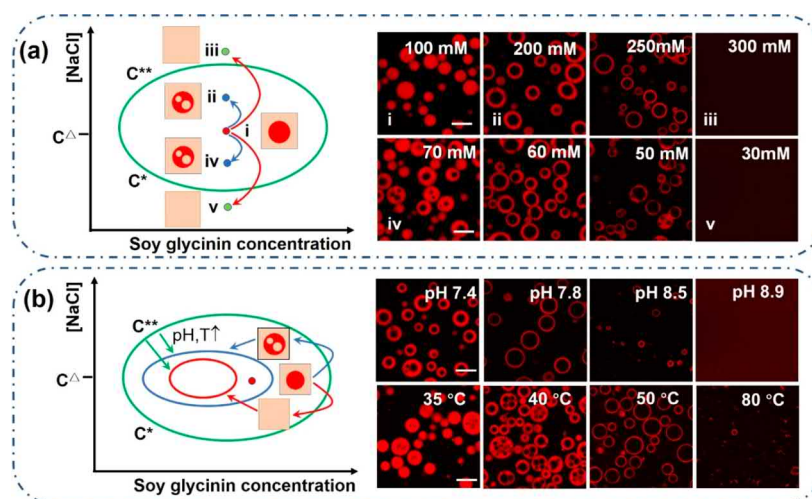 (a)
[NaCl]
C**
C△
C*
iii
ii
i
iv
v
Soy glycinin concentration
100 mM 200 mM 250mM 300 mM
i ii iii
70 mM 60 mM 50 mM 30mM
iv v
(b)
[NaCl]
C**
pH,T↑
C△
C*
Soy glycinin concentration
pH 7.4 pH 7.8 pH 8.5 pH 8.9
35 °C 40 °C 50 °C 80 °C